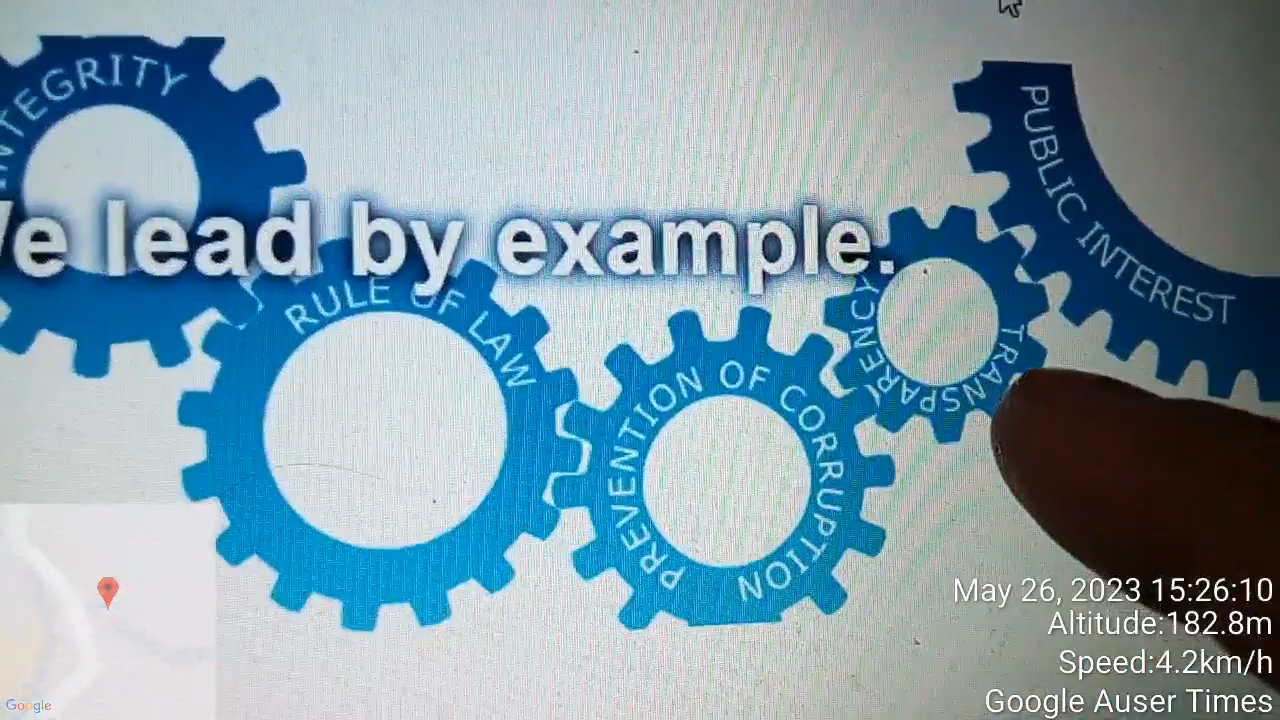 INTEGRITY
PUBLIC INTEREST
We lead by example.
RULE OF LAW
TRANSPARENCY
PREVENTION OF CORRUPTION
May 26, 2023 15:26:10
Altitude:182.8m
Speed:4.2km/h
Google Auser Times
Google